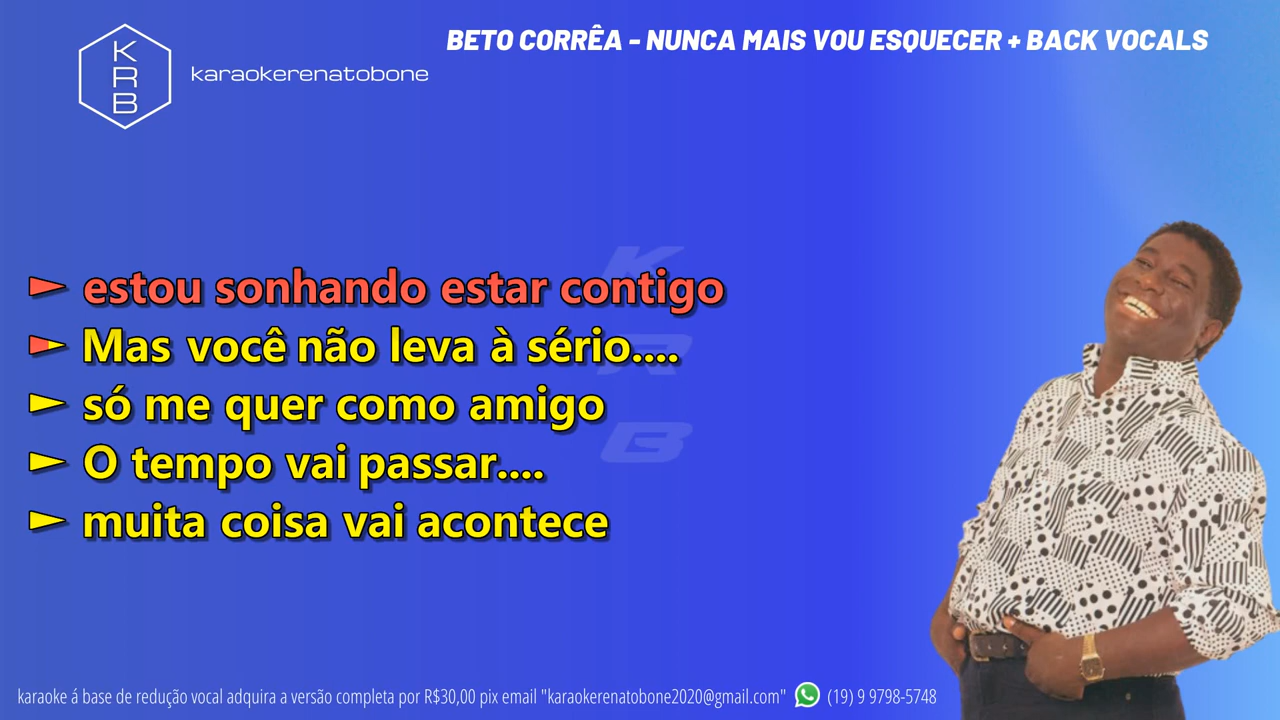 BETO CORRÊA - NUNCA MAIS VOU ESQUECER + BACK VOCALS
K
R
B
karaokerenatobone
estou sonhando estar contigo
Mas você não leva à sério....
só me quer como amigo
O tempo vai passar....
muita coisa vai acontece
K
R
B
karaoke á base de redução vocal adquira a versão completa por R$30,00 pix email "karaokerenatobone2020@gmail.com" (19) 9 9798-5748